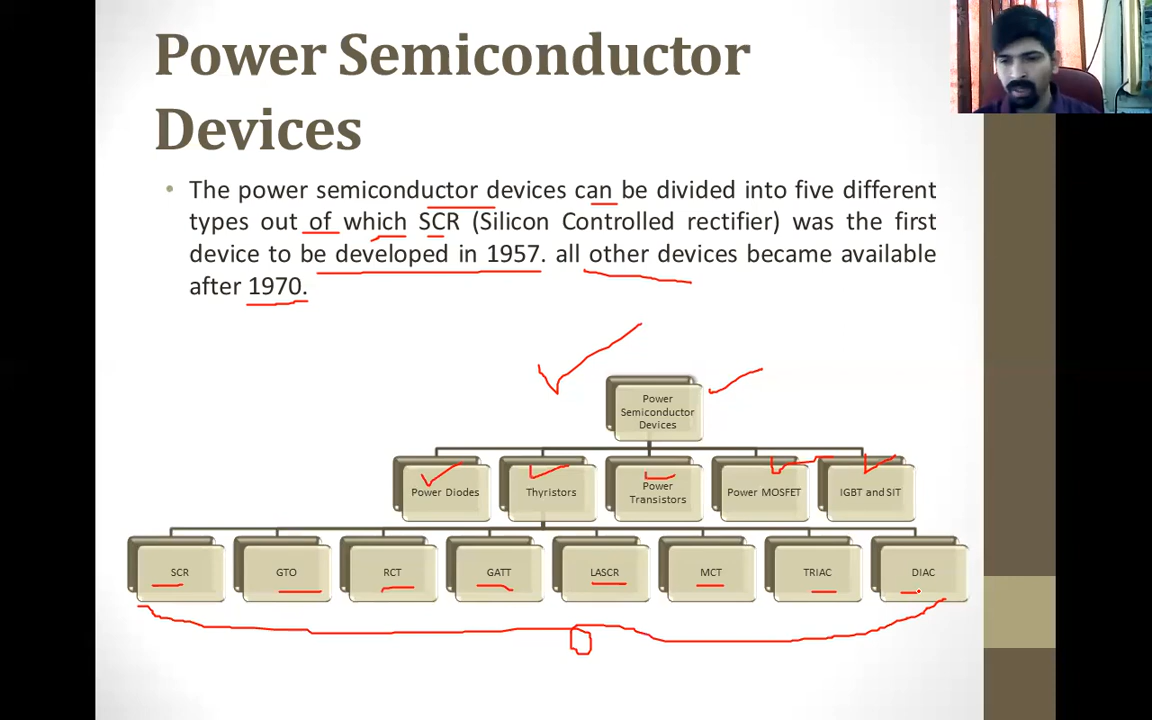 Power Semiconductor
Devices
• The power semiconductor devices can be divided into five different
types out of which SCR (Silicon Controlled rectifier) was the first
device to be developed in 1957. all other devices became available
after 1970.
Power
Semiconductor
Devices
Power Diodes
Thyristors
Power
Transistors
Power MOSFET
IGBT and SIT
SCR
GTO
RCT
GATT
LASCR
MCT
TRIAC
DIAC